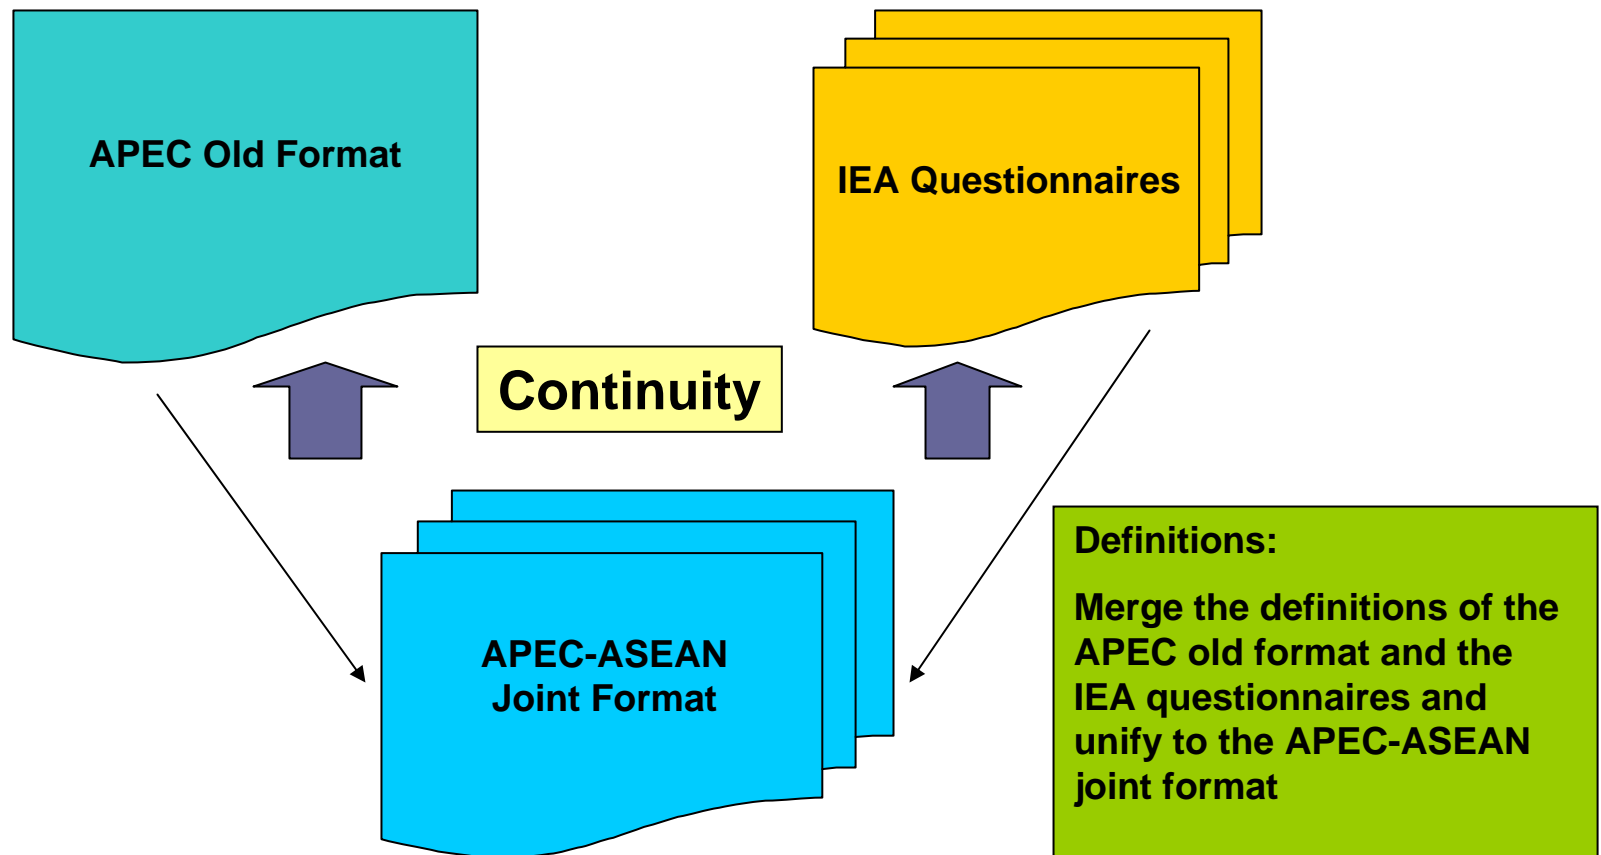 APEC Old Format
IEA Questionnaires
Continuity
APEC-ASEAN
Joint Format
Definitions:
Merge the definitions of the
APEC old format and the
IEA questionnaires and
unify to the APEC-ASEAN
joint format